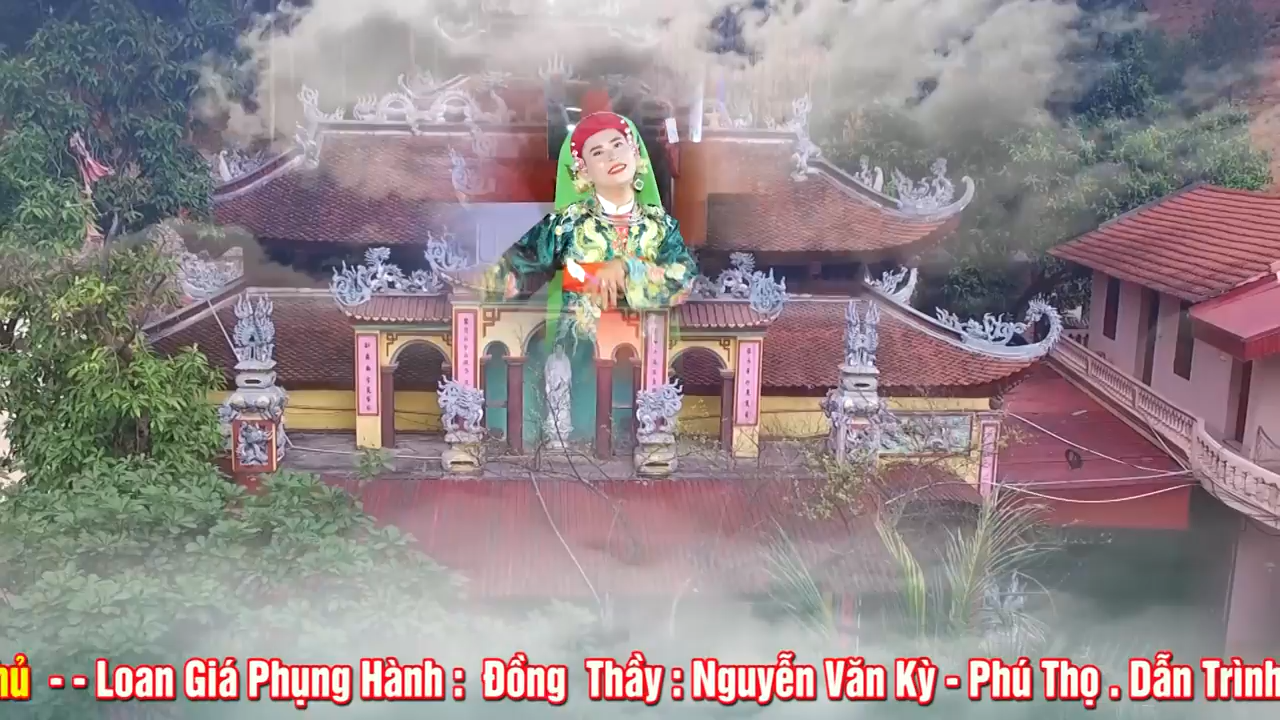 hủ - - Loan Giá Phụng Hành : Đồng Thầy : Nguyễn Văn Kỳ - Phú Thọ . Dẫn Trình